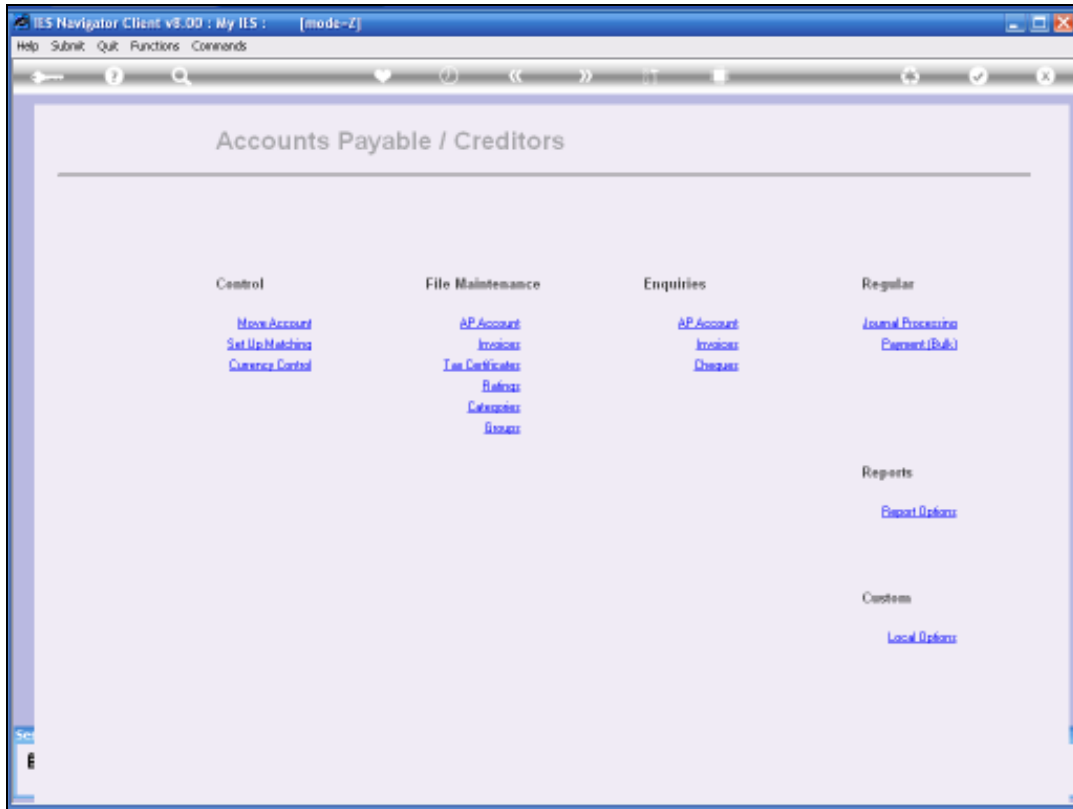 IES Navigator Client v8.00 : My IES : [mode=Z]
Help Submit Quit Functions Commands
Accounts Payable / Creditors
Control
Move Account
Set Up Matching
Currency Control
File Maintenance
AP Account
Invoices
Tax Certificates
Ratings
Categories
Groups
Enquiries
AP Account
Invoices
Cheques
Regular
Journal Processing
Payment (Bulk)
Reports
Report Options
Custom
Local Options